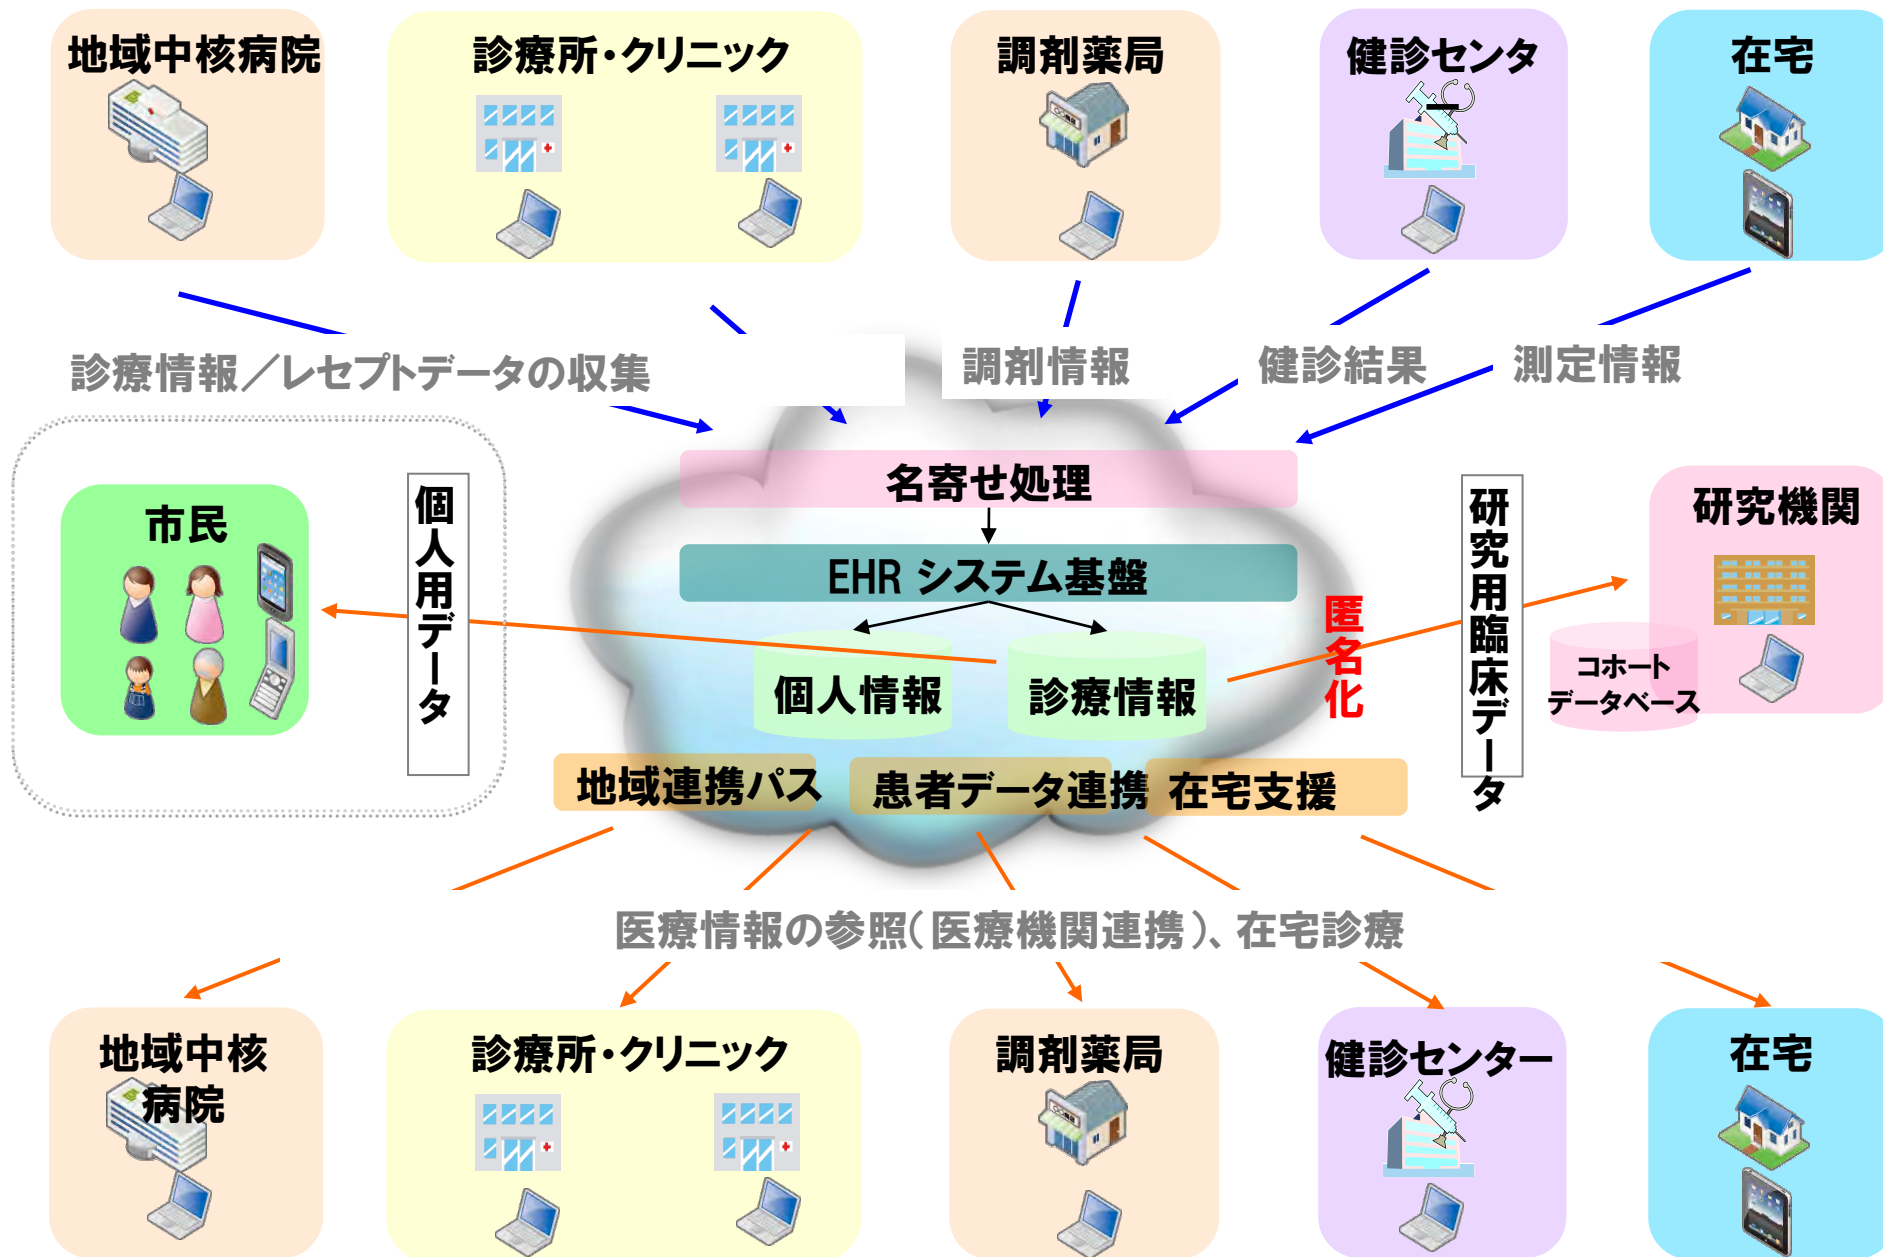 地域中核病院
診療所・クリニック
調剤薬局
健診センター
在宅
診療情報／レセプトデータの収集
調剤情報
健診結果
測定情報
市民
個人用データ
名寄せ処理
EHR システム基盤
個人情報
診療情報
匿名化
研究用臨床データ
研究機関
コホート
データベース
地域連携パス
患者データ連携
在宅支援
医療情報の参照（医療機関連携）、在宅診療
地域中核
病院
診療所・クリニック
調剤薬局
健診センター
在宅